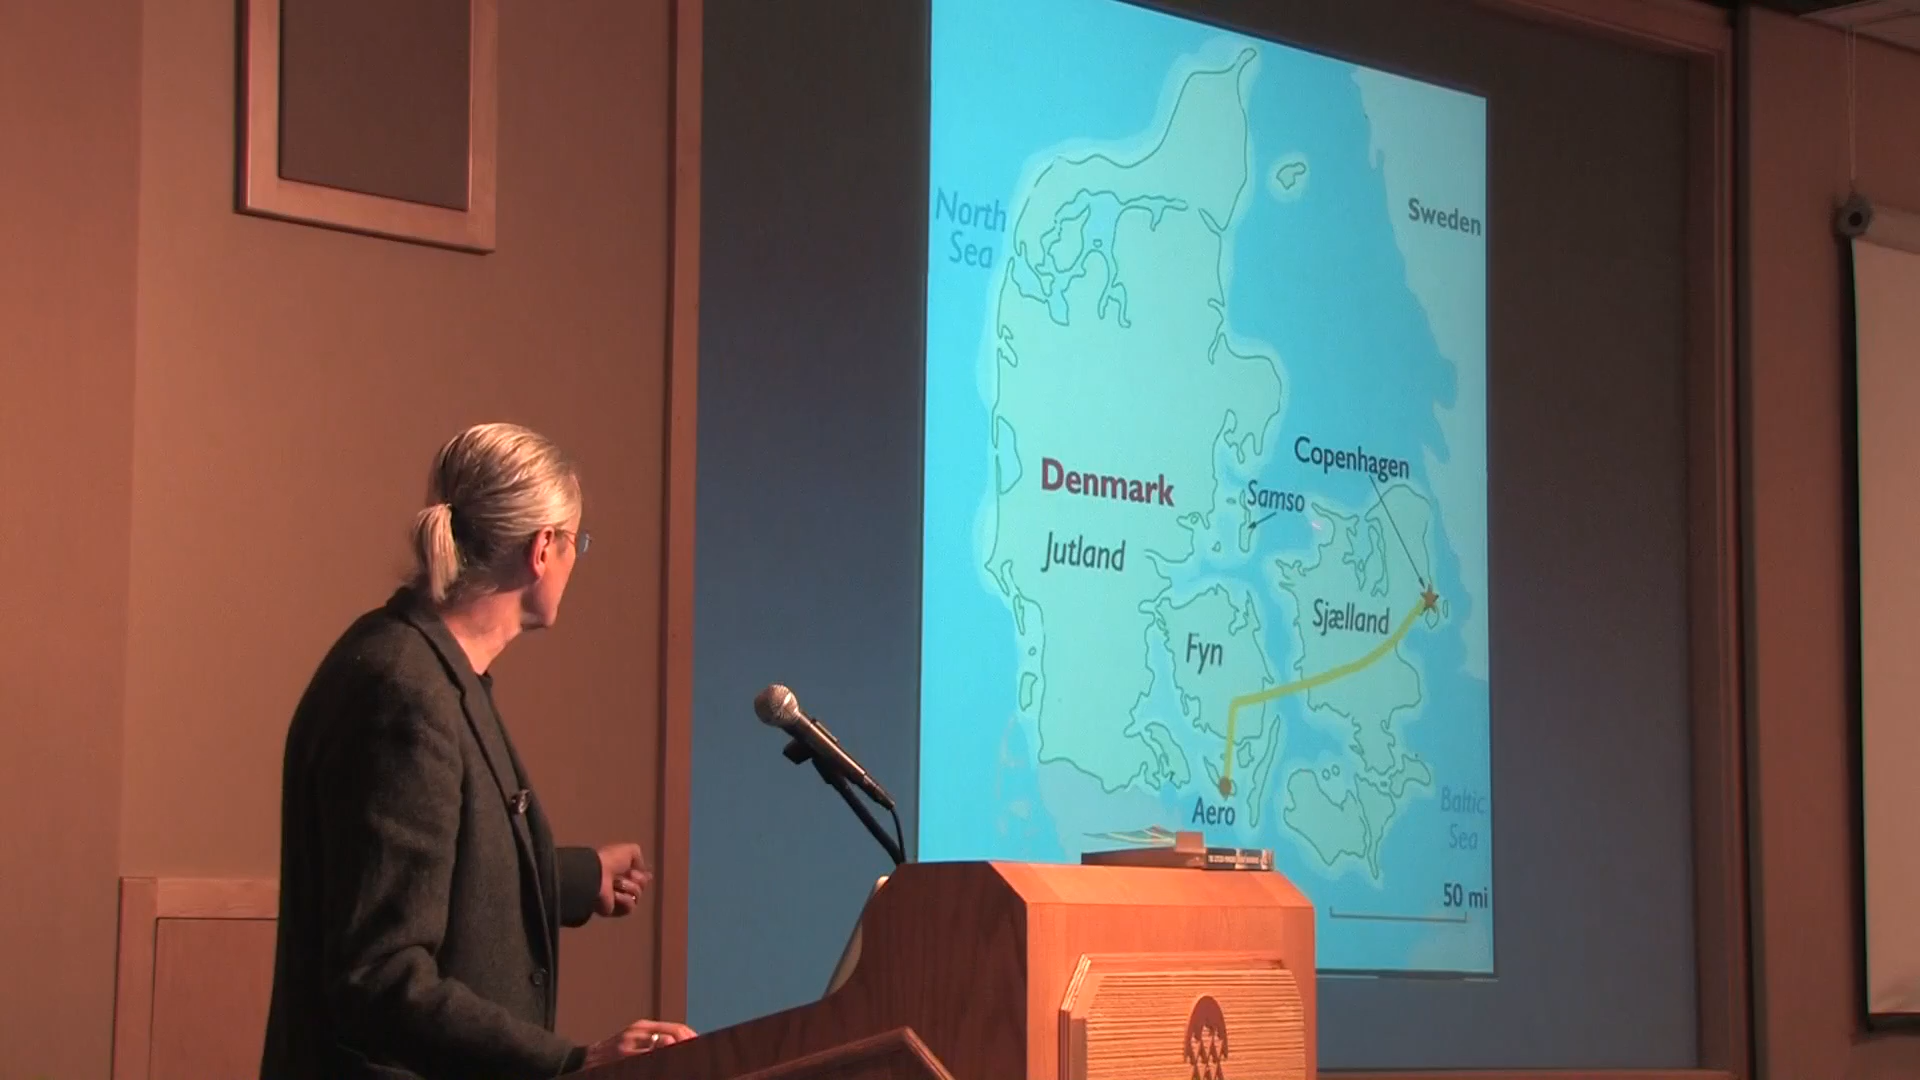 North
Sea
Sweden
Copenhagen
Denmark
Samso
Jutland
Sjælland
Fyn
Aero
Baltic
Sea
50 mi